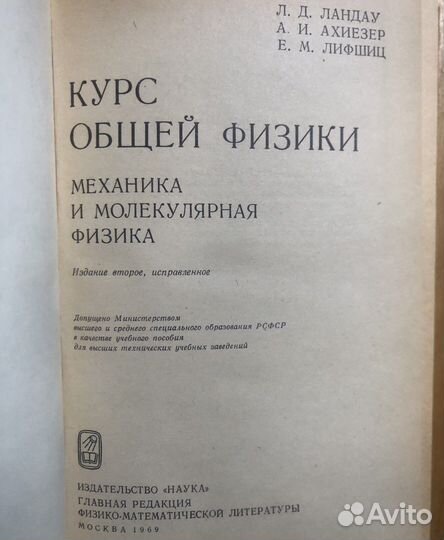 Л. Д. ЛАНДАУ
А. И. АХИЕЗЕР
Е. М. ЛИФШИЦ
КУРС
ОБЩЕЙ ФИЗИКИ
МЕХАНИКА
И МОЛЕКУЛЯРНАЯ
ФИЗИКА
Издание второе, исправленное
Допущено Министерством
высшего и среднего специального образования РСФСР
в качестве учебного пособия
для высших технических учебных заведений
ИЗДАТЕЛЬСТВО «НАУКА»
ГЛАВНАЯ РЕДАКЦИЯ
ФИЗИКО-МАТЕМАТИЧЕСКОЙ ЛИТЕРАТУРЫ
МОСКВА 1969
Avito